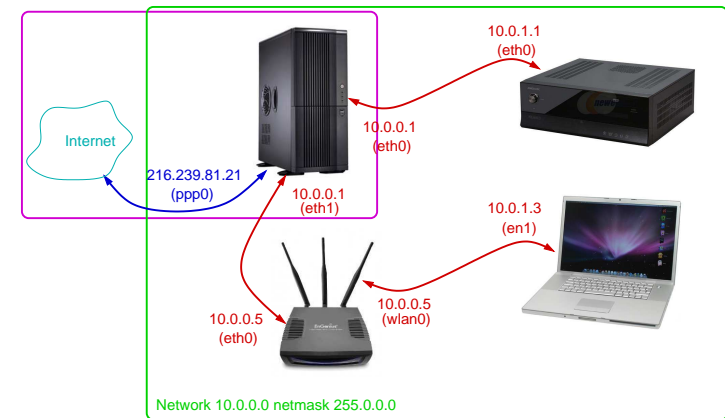 10.0.1.1
(eth0)
10.0.0.1
(eth0)
Internet
216.239.81.21
(ppp0)
10.0.0.1
(eth1)
10.0.1.3
(en1)
10.0.0.5
(wlan0)
10.0.0.5
(eth0)
EnGenius
Network 10.0.0.0 netmask 255.0.0.0